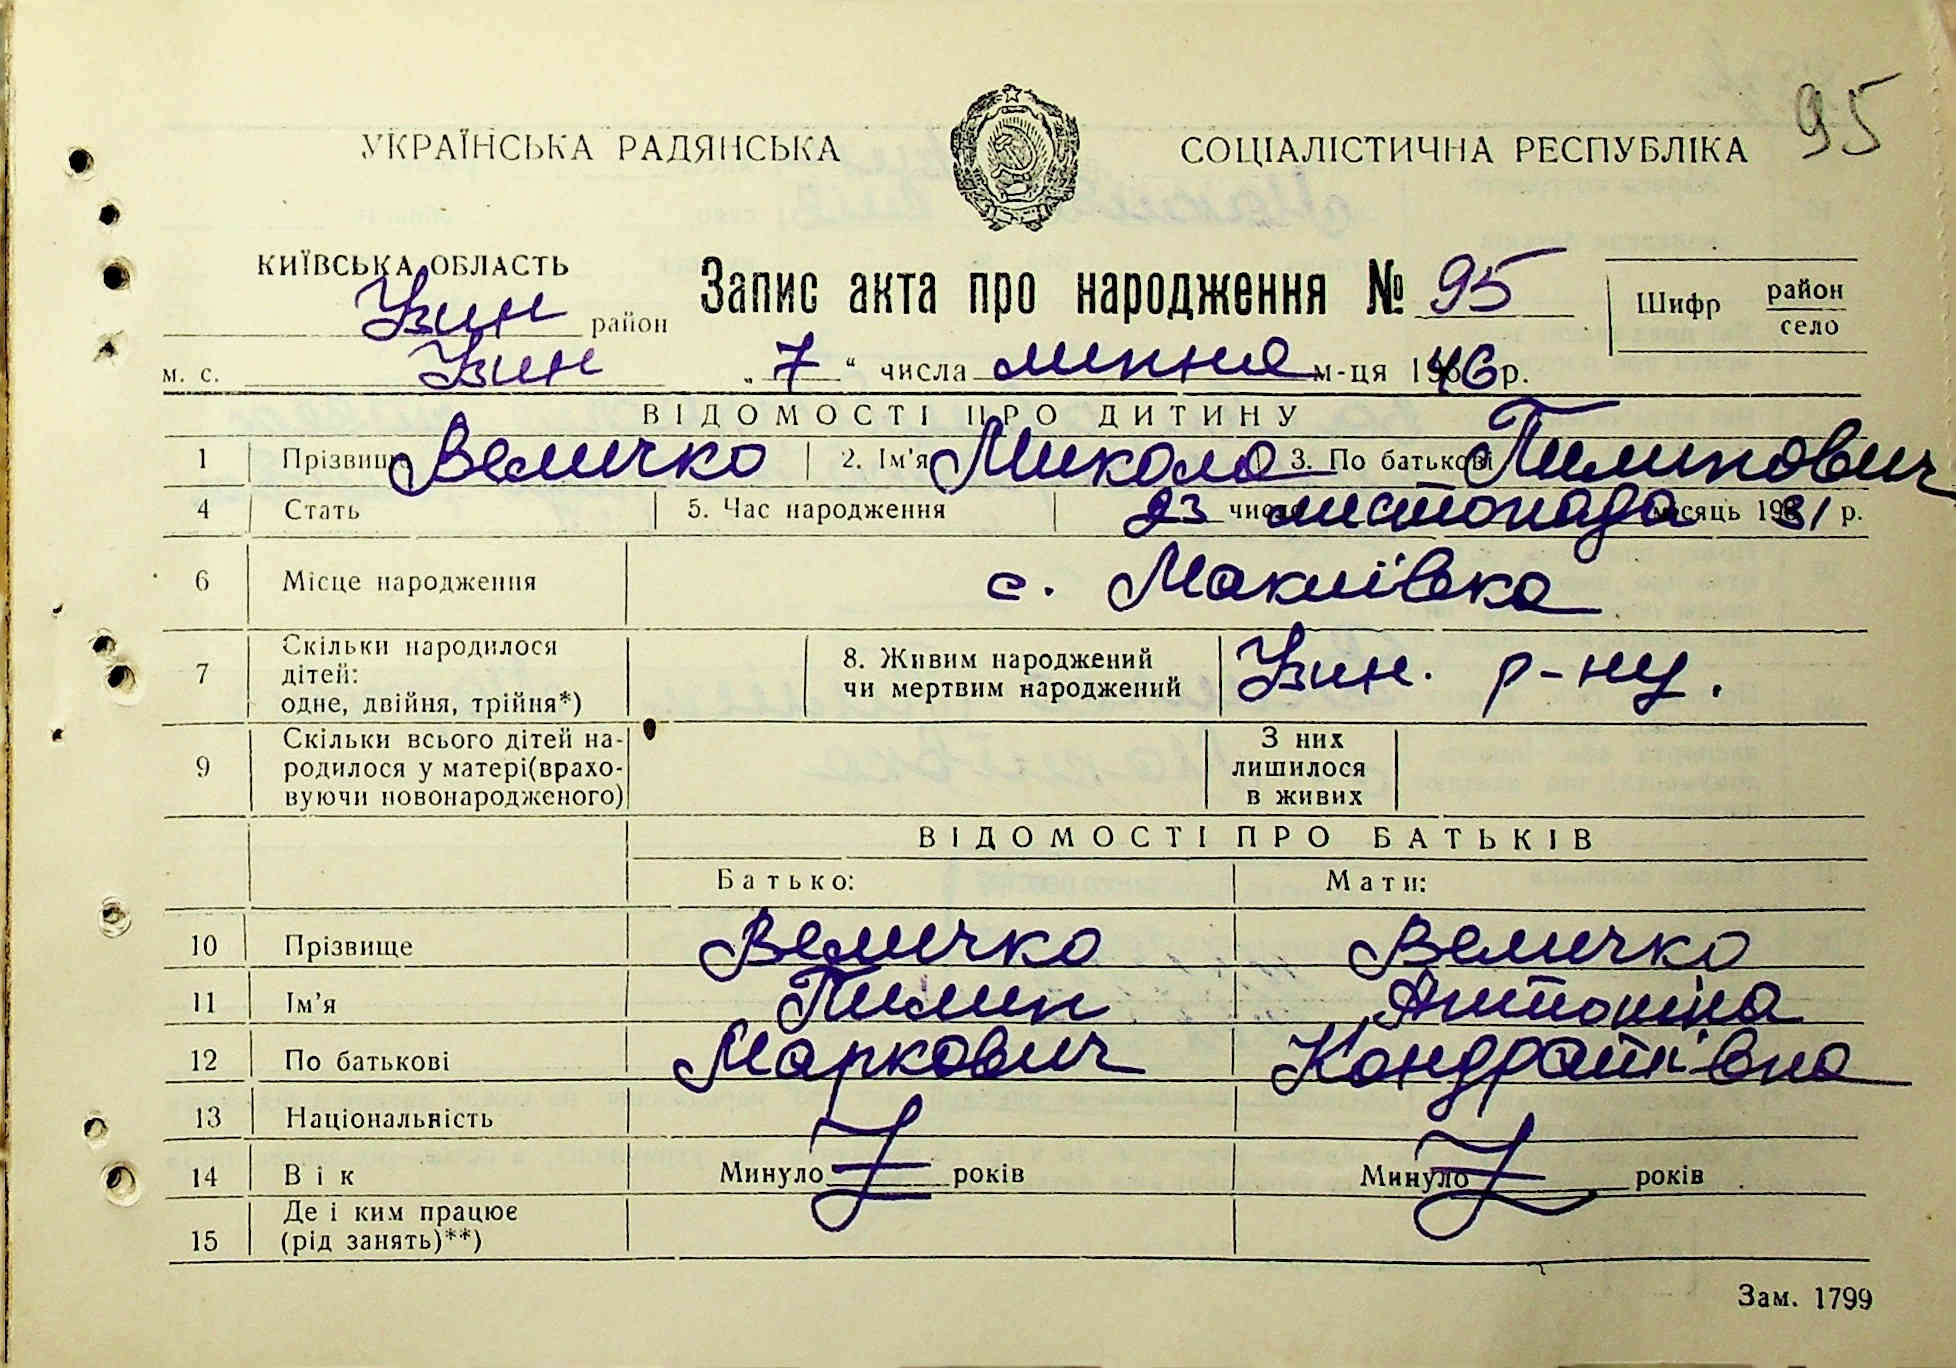 95
УКРАЇНСЬКА РАДЯНСЬКА СОЦІАЛІСТИЧНА РЕСПУБЛІКА
КИЇВСЬКА ОБЛАСТЬ
Узин район
Запис акта про народження № 95
Шифр район село
м. с. Узин „7“ числа липня м-ця 1946 р.
ВІДОМОСТІ ПРО ДИТИНУ
1 Прізвище Величко 2. Ім'я Микола 3. По батькові Пилипович
4 Стать 5. Час народження 23 число листопада місяць 1931 р.
6 Місце народження с. Макіївка
7 Скільки народилося дітей: одне, двійня, трійня*) 8. Живим народжений чи мертвим народжений Узин. р-ну.
9 Скільки всього дітей народилося у матері(враховуючи новонародженого) З них лишилося в живих
ВІДОМОСТІ ПРО БАТЬКІВ
Батько: Мати:
10 Прізвище Величко Величко
11 Ім'я Пилип Антоніна
12 По батькові Маркович Кондратівна
13 Національність
14 Вік Минуло років Минуло років
15 Де і ким працює (рід занять)**)
Зам. 1799